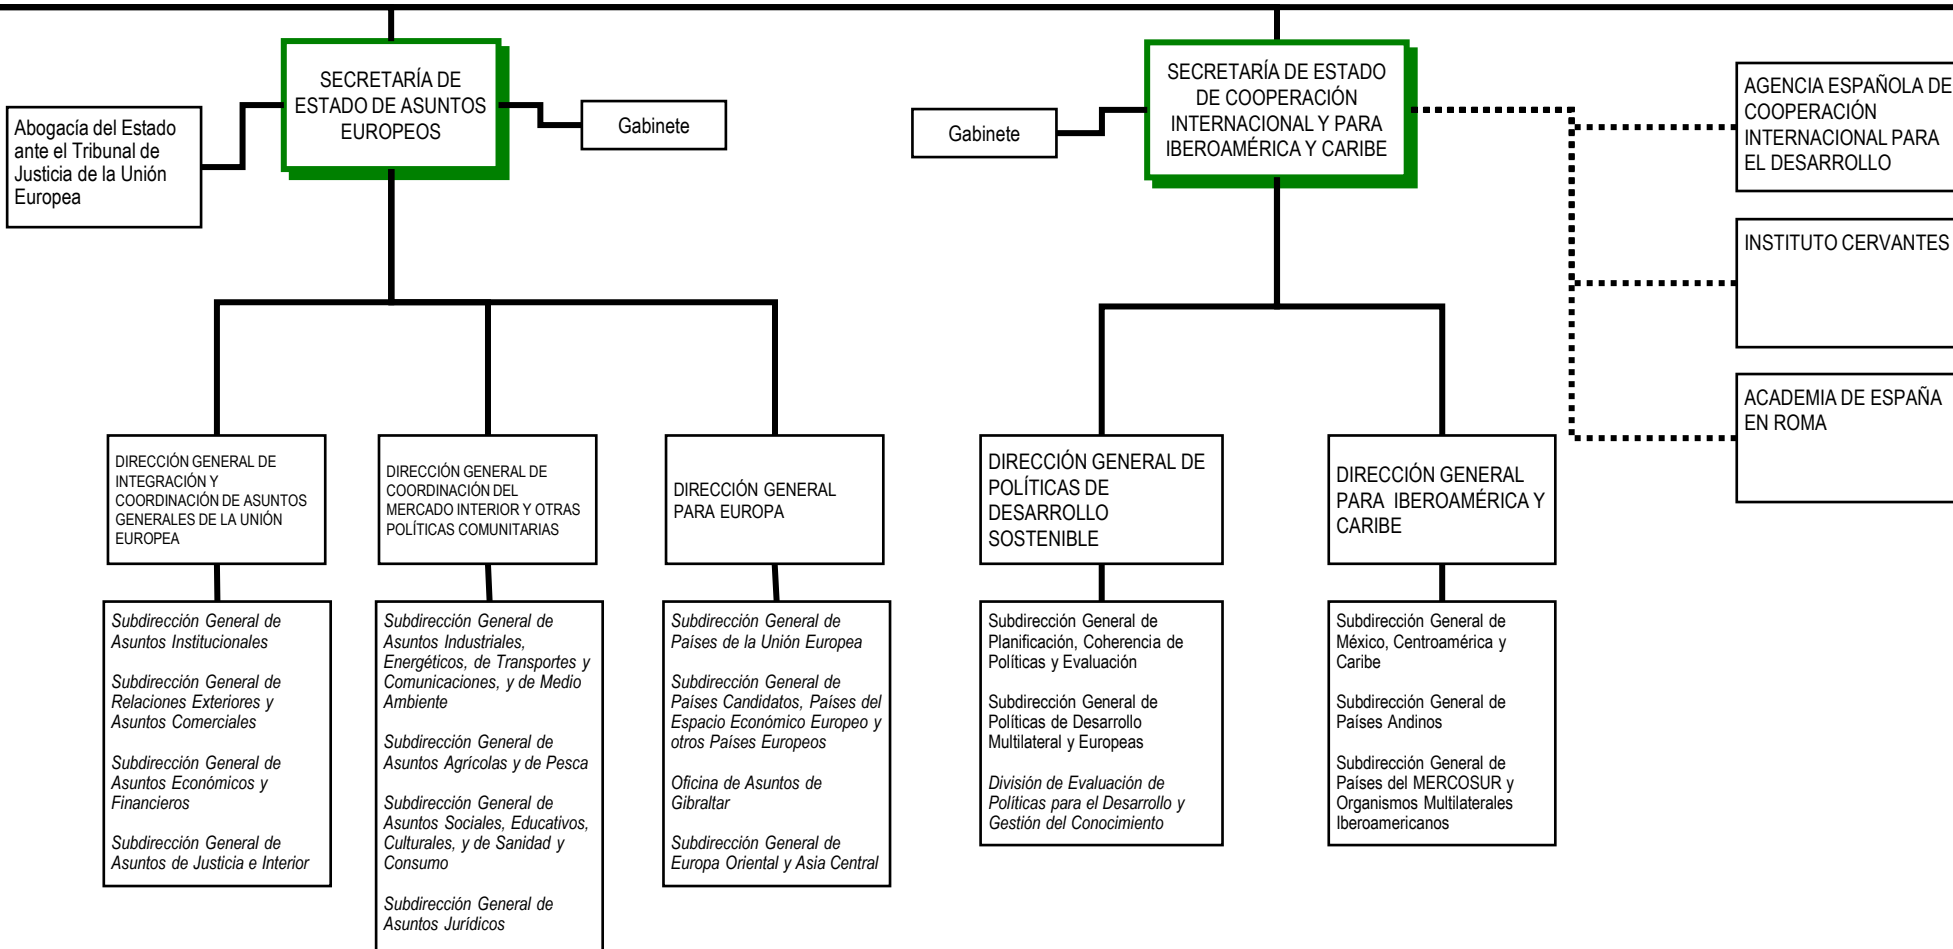 SECRETARÍA DE
ESTADO DE ASUNTOS
EUROPEOS
Abogacía del Estado
ante el Tribunal de
Justicia de la Unión
Europea
Gabinete
SECRETARÍA DE ESTADO
DE COOPERACIÓN
INTERNACIONAL Y PARA
IBEROAMÉRICA Y CARIBE
Gabinete
AGENCIA ESPAÑOLA DE
COOPERACIÓN
INTERNACIONAL PARA
EL DESARROLLO
INSTITUTO CERVANTES
ACADEMIA DE ESPAÑA
EN ROMA
DIRECCIÓN GENERAL DE
INTEGRACIÓN Y
COORDINACIÓN DE ASUNTOS
GENERALES DE LA UNIÓN
EUROPEA
DIRECCIÓN GENERAL DE
COORDINACIÓN DEL
MERCADO INTERIOR Y OTRAS
POLÍTICAS COMUNITARIAS
DIRECCIÓN GENERAL
PARA EUROPA
DIRECCIÓN GENERAL DE
POLÍTICAS DE
DESARROLLO
SOSTENIBLE
DIRECCIÓN GENERAL
PARA IBEROAMÉRICA Y
CARIBE
Subdirección General de
Asuntos Institucionales
Subdirección General de
Relaciones Exteriores y
Asuntos Comerciales
Subdirección General de
Asuntos Económicos y
Financieros
Subdirección General de
Asuntos de Justicia e Interior
Subdirección General de
Asuntos Industriales,
Energéticos, de Transportes y
Comunicaciones, y de Medio
Ambiente
Subdirección General de
Asuntos Agrícolas y de Pesca
Subdirección General de
Asuntos Sociales, Educativos,
Culturales, y de Sanidad y
Consumo
Subdirección General de
Asuntos Jurídicos
Subdirección General de
Países de la Unión Europea
Subdirección General de
Países Candidatos, Países del
Espacio Económico Europeo y
otros Países Europeos
Oficina de Asuntos de
Gibraltar
Subdirección General de
Europa Oriental y Asia Central
Subdirección General de
Planificación, Coherencia de
Políticas y Evaluación
Subdirección General de
Políticas de Desarrollo
Multilateral y Europeas
División de Evaluación de
Políticas para el Desarrollo y
Gestión del Conocimiento
Subdirección General de
México, Centroamérica y
Caribe
Subdirección General de
Países Andinos
Subdirección General de
Países del MERCOSUR y
Organismos Multilaterales
Iberoamericanos